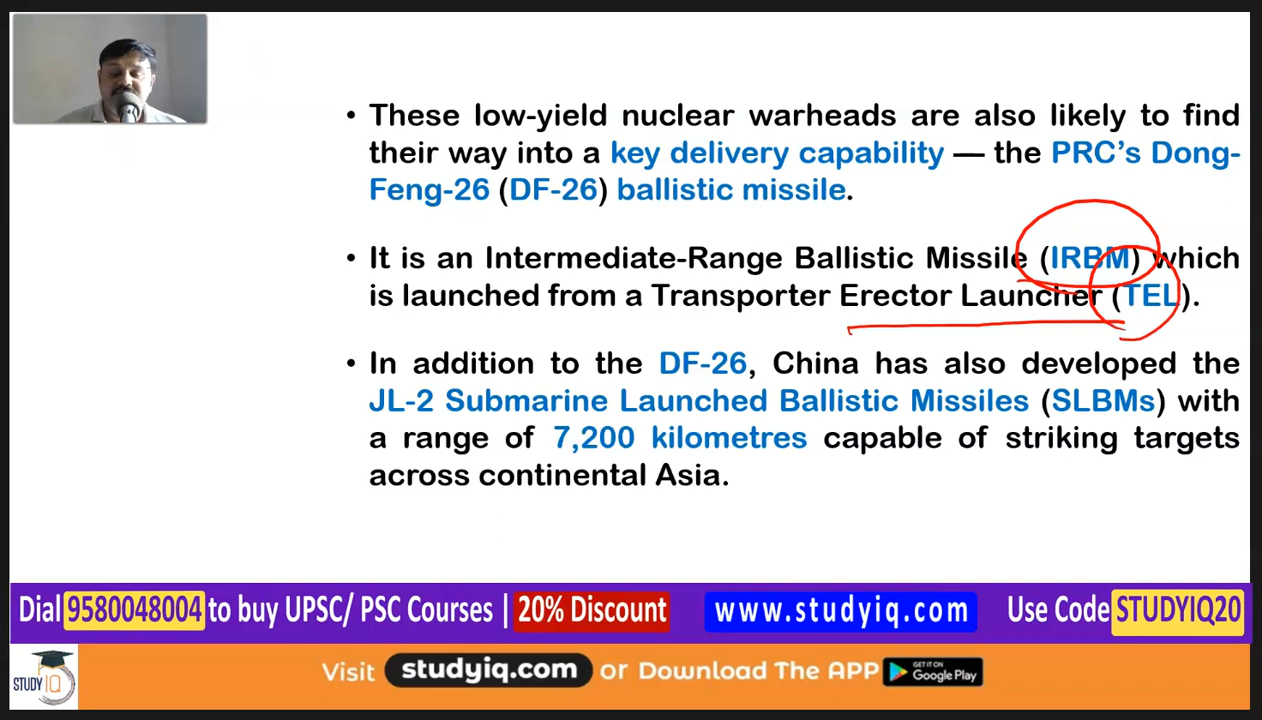 • These low-yield nuclear warheads are also likely to find
their way into a key delivery capability — the PRC's Dong-
Feng-26 (DF-26) ballistic missile.
• It is an Intermediate-Range Ballistic Missile (IRBM) which
is launched from a Transporter Erector Launcher (TEL).
• In addition to the DF-26, China has also developed the
JL-2 Submarine Launched Ballistic Missiles (SLBMs) with
a range of 7,200 kilometres capable of striking targets
across continental Asia.
Dial 9580048004 to buy UPSC/ PSC Courses | 20% Discount www.studyiq.com Use Code STUDYIQ20
STUDY IQ Visit studyiq.com or Download The APP GET IT ON Google Play